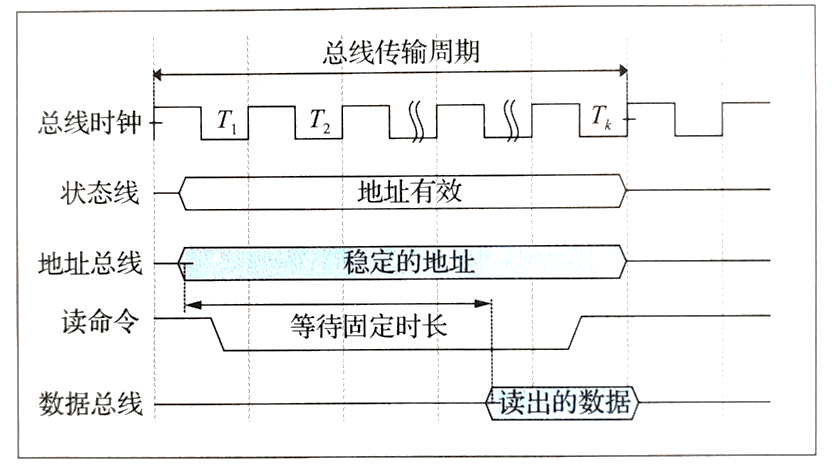 总线传输周期
总线时钟 T1 T2 Tk
状态线 地址有效
地址总线 稳定的地址
读命令 等待固定时长
数据总线 读出的数据